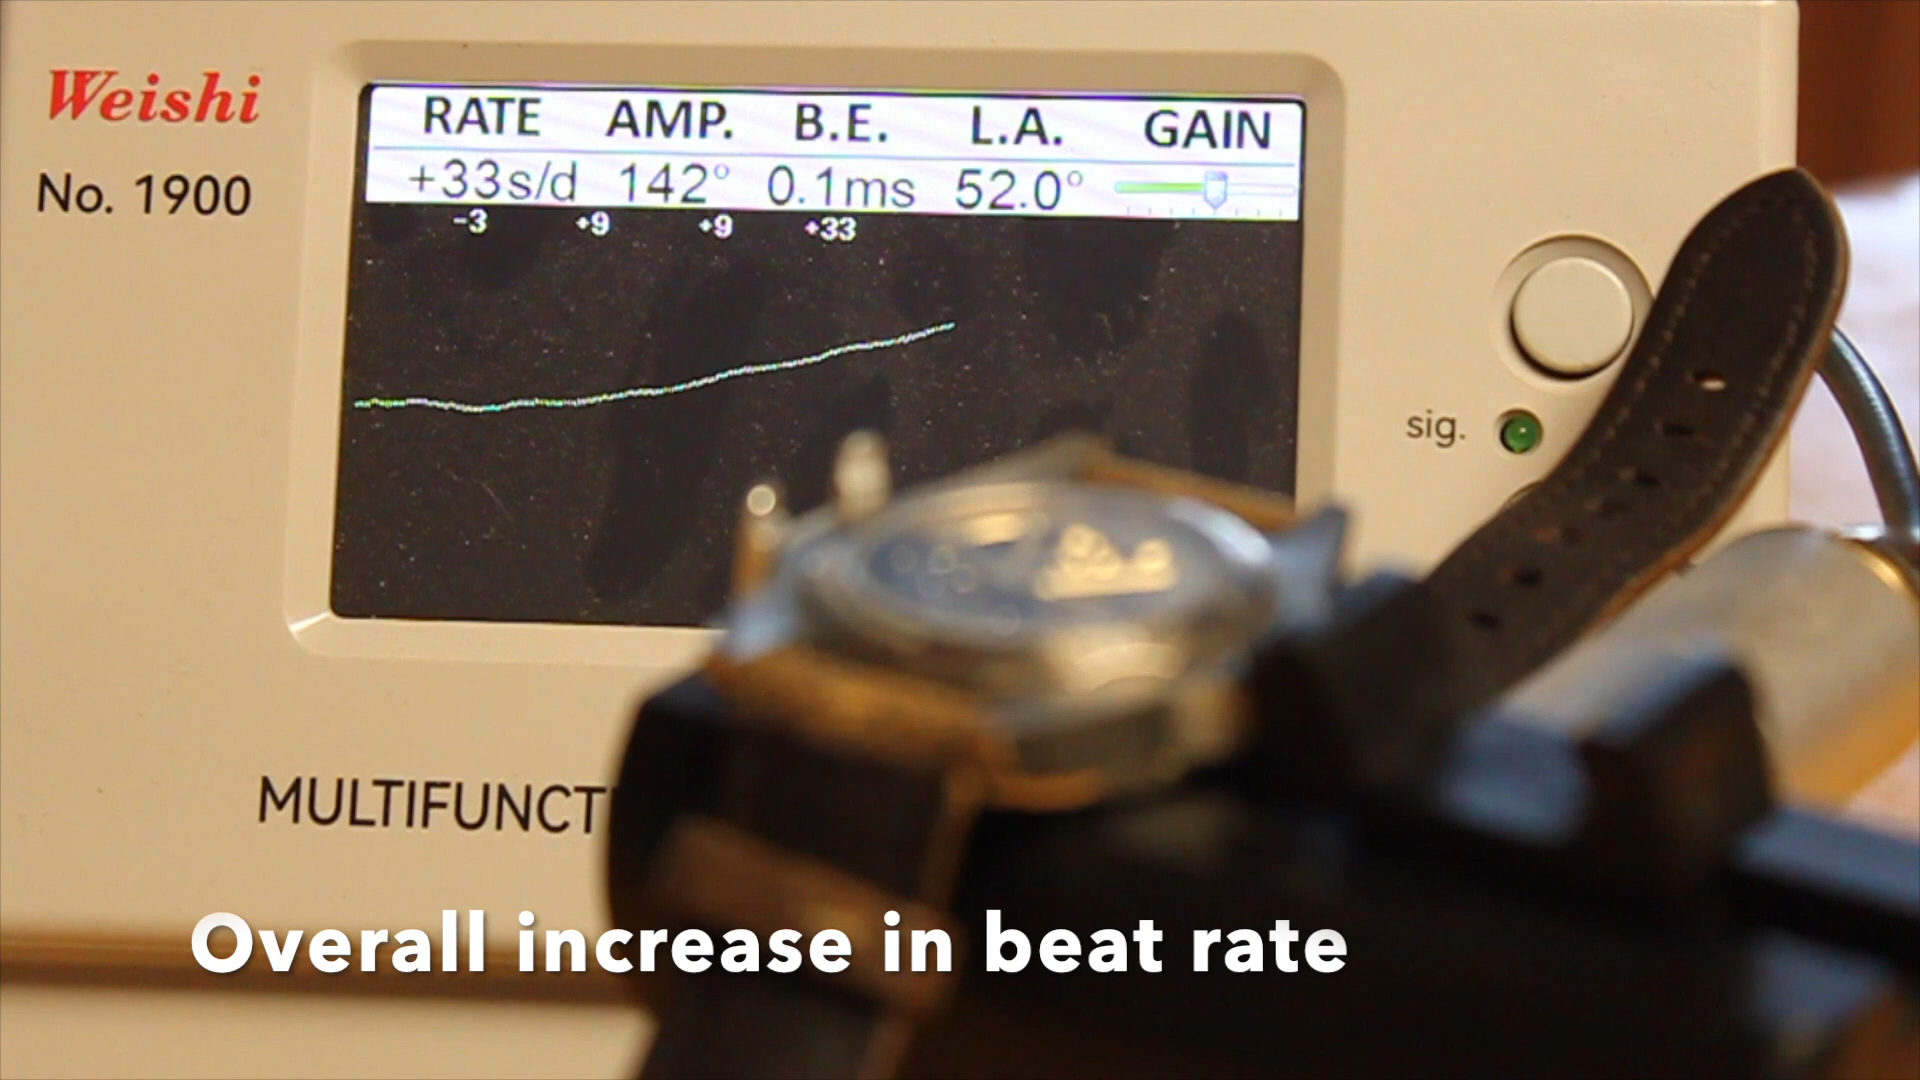 Weishi
No. 1900
RATE AMP. B.E. L.A. GAIN
+33s/d 142° 0.1ms 52.0°
-3 +9 +9 +33
sig.
MULTIFUNCT
Overall increase in beat rate